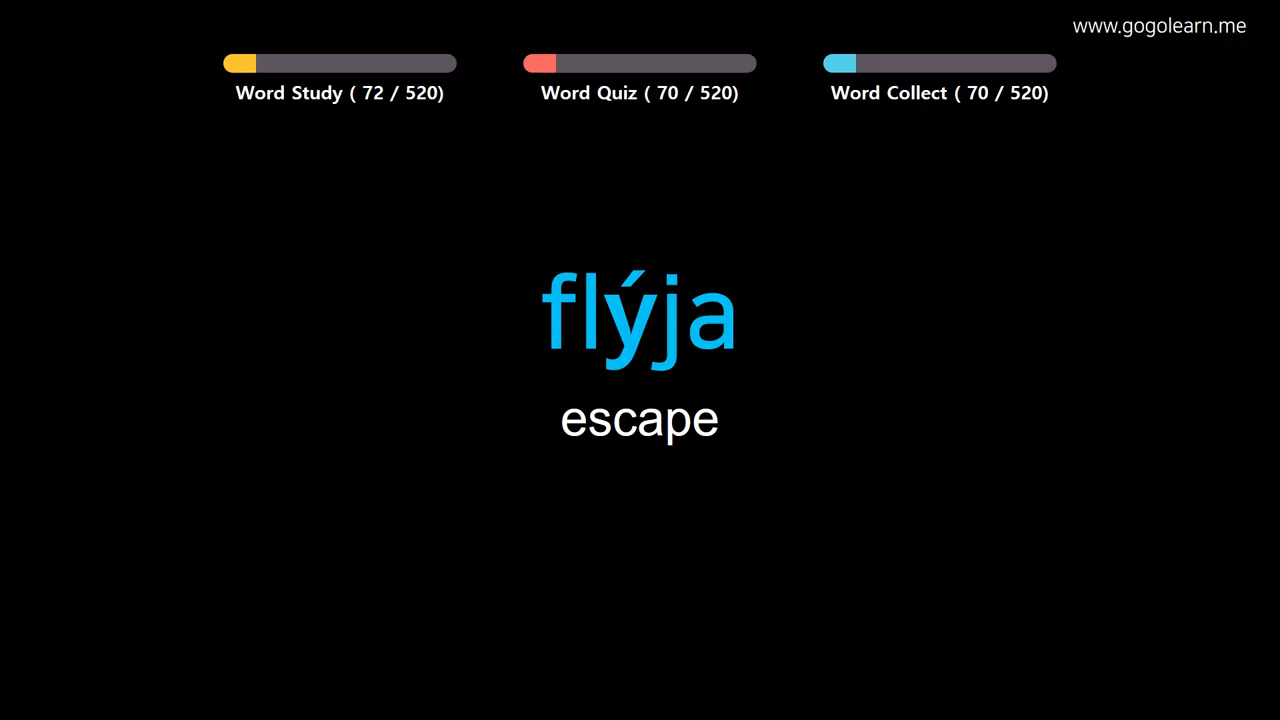 www.gogolearn.me
Word Study ( 72 / 520)
Word Quiz ( 70 / 520)
Word Collect ( 70 / 520)
flýja
escape